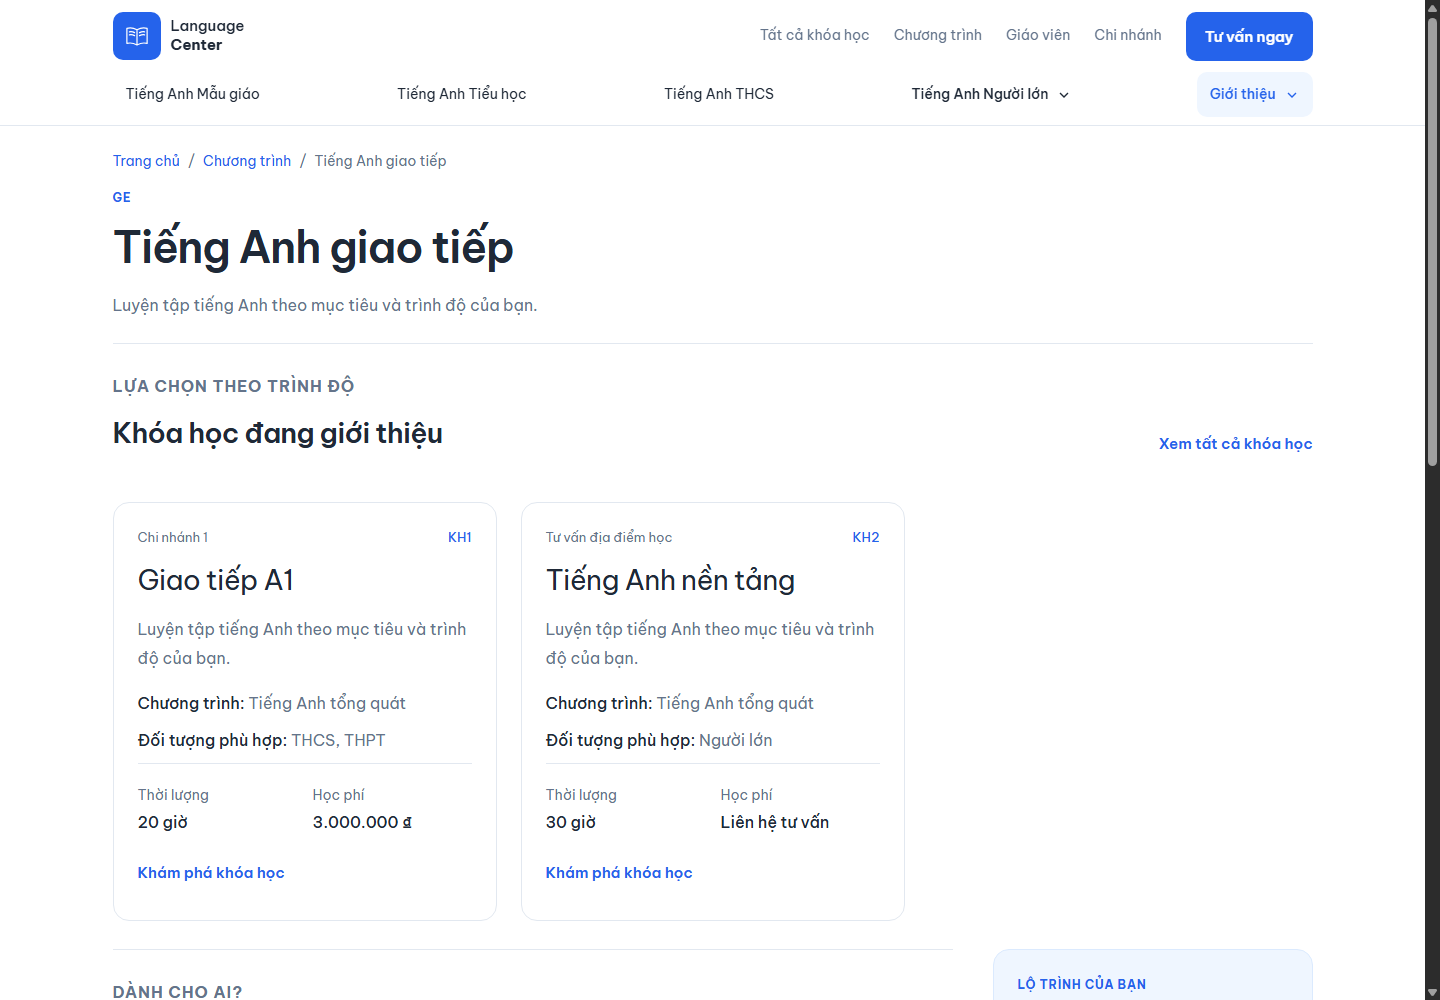 Language
Center
Tất cả khóa học
Chương trình
Giáo viên
Chi nhánh
Tư vấn ngay
Tiếng Anh Mẫu giáo
Tiếng Anh Tiểu học
Tiếng Anh THCS
Tiếng Anh Người lớn
Giới thiệu
Trang chủ / Chương trình / Tiếng Anh giao tiếp
GE
Tiếng Anh giao tiếp
Luyện tập tiếng Anh theo mục tiêu và trình độ của bạn.
LỰA CHỌN THEO TRÌNH ĐỘ
Khóa học đang giới thiệu
Xem tất cả khóa học
Chi nhánh 1
KH1
Giao tiếp A1
Luyện tập tiếng Anh theo mục tiêu và trình
độ của bạn.
Chương trình: Tiếng Anh tổng quát
Đối tượng phù hợp: THCS, THPT
Thời lượng
Học phí
20 giờ
3.000.000 ₫
Khám phá khóa học
Tư vấn địa điểm học
KH2
Tiếng Anh nền tảng
Luyện tập tiếng Anh theo mục tiêu và trình
độ của bạn.
Chương trình: Tiếng Anh tổng quát
Đối tượng phù hợp: Người lớn
Thời lượng
Học phí
30 giờ
Liên hệ tư vấn
Khám phá khóa học
DÀNH CHO AI?
LỘ TRÌNH CỦA BẠN